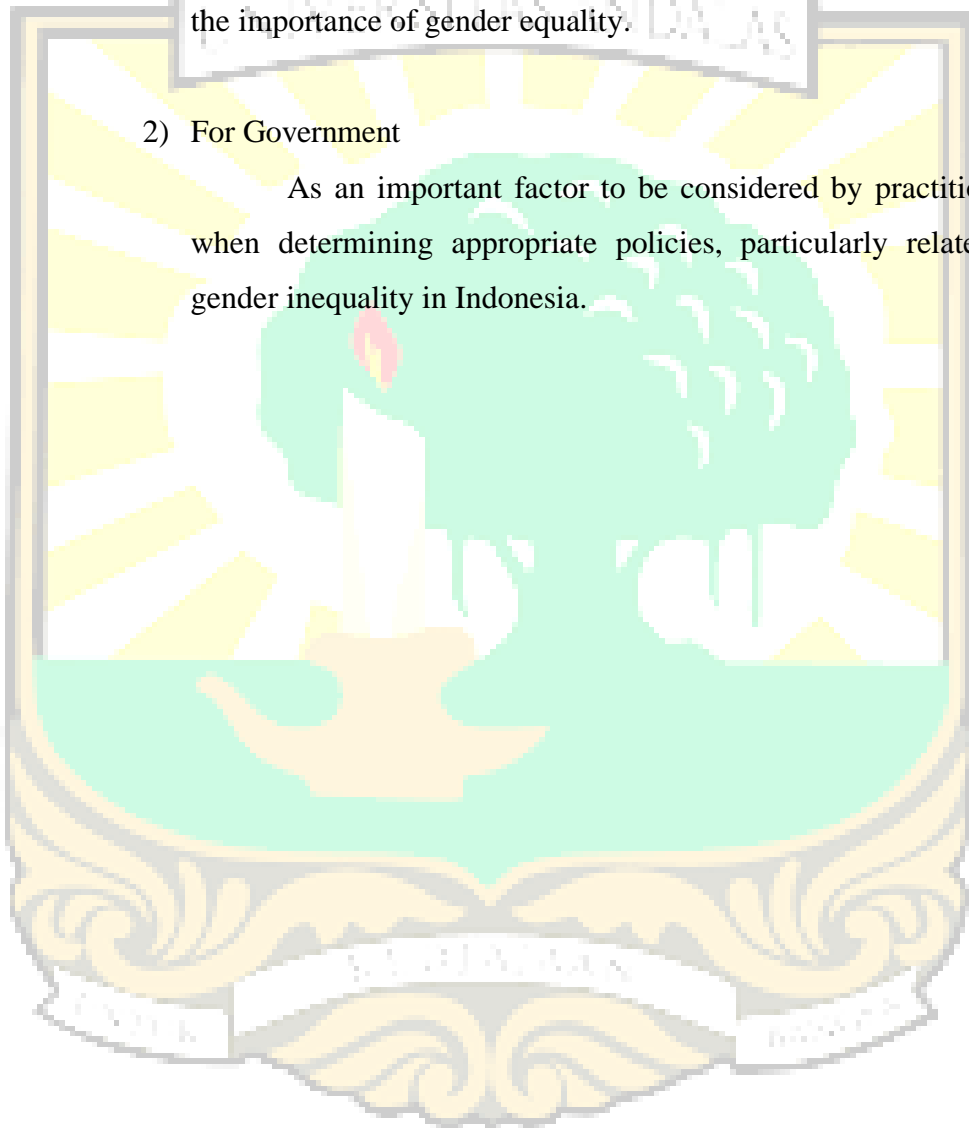 the importance of gender equality.
2) For Government
As an important factor to be considered by
when determining appropriate policies, particularly
gender inequality in Indonesia.